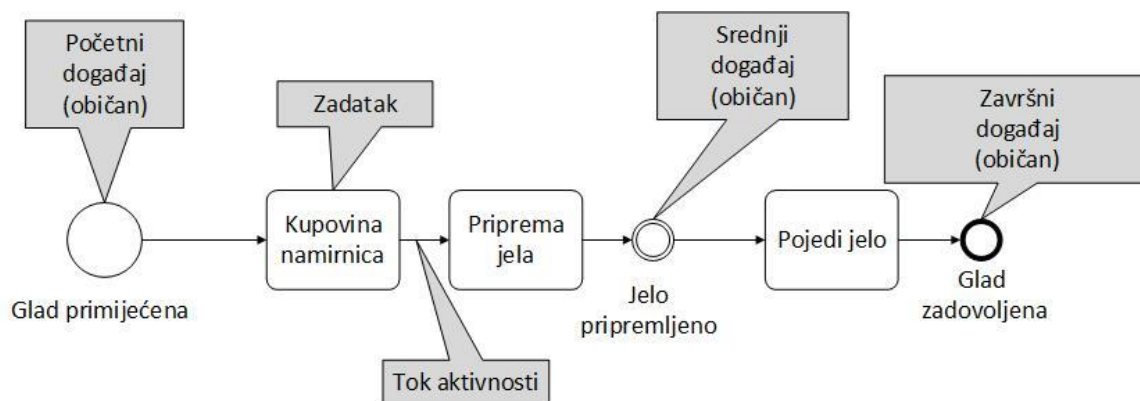 Početni
događaj
(običan)
Zadatak
Srednji
događaj
(običan)
Završni
događaj
(običan)
Kupovina
namirnica
Priprema
jela
Pojedi jelo
Glad primijećena
Jelo
pripremljeno
Glad
zadovoljena
Tok aktivnosti